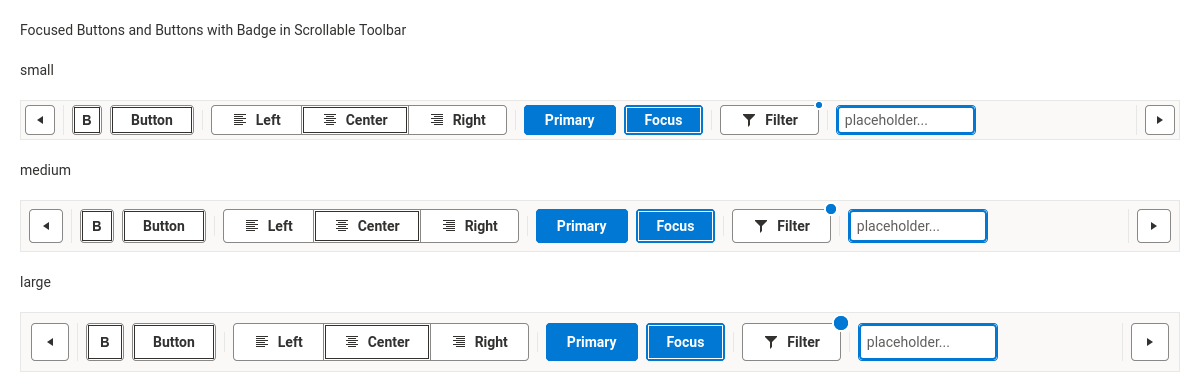 Focused Buttons and Buttons with Badge in Scrollable Toolbar
small
B Button Left Center Right Primary Focus Filter placeholder...
medium
B Button Left Center Right Primary Focus Filter placeholder...
large
B Button Left Center Right Primary Focus Filter placeholder...